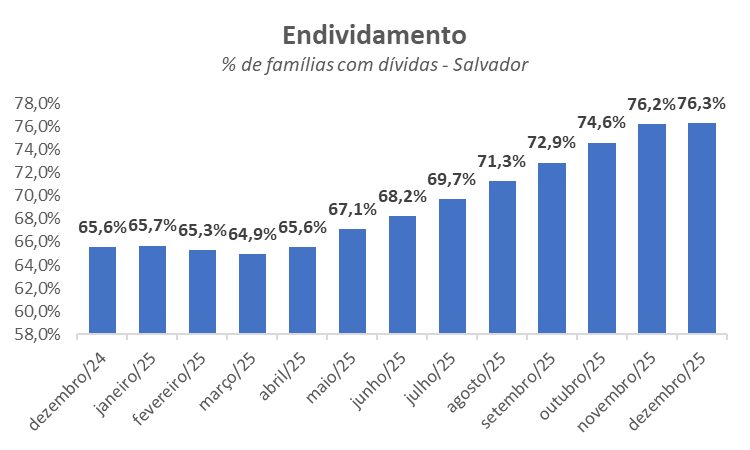 Endividamento
% de famílias com dívidas - Salvador
78,0%
76,0%
74,0%
72,0%
70,0%
68,0%
66,0%
64,0%
62,0%
60,0%
58,0%
65,6%
65,7%
65,3%
64,9%
65,6%
67,1%
68,2%
69,7%
71,3%
72,9%
74,6%
76,2%
76,3%
dezembro/24
janeiro/25
fevereiro/25
março/25
abril/25
maio/25
junho/25
julho/25
agosto/25
setembro/25
outubro/25
novembro/25
dezembro/25